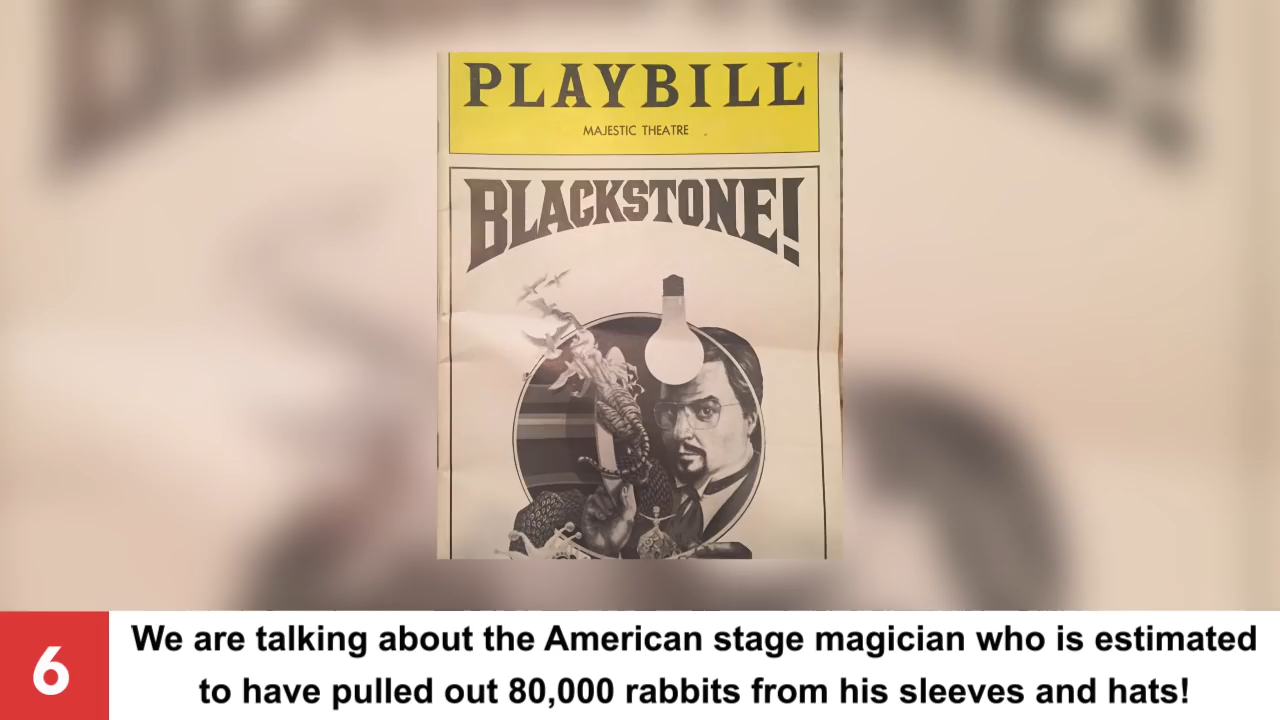 PLAYBILL®
MAJESTIC THEATRE
BLACKSTONE!
6
We are talking about the American stage magician who is estimated
to have pulled out 80,000 rabbits from his sleeves and hats!